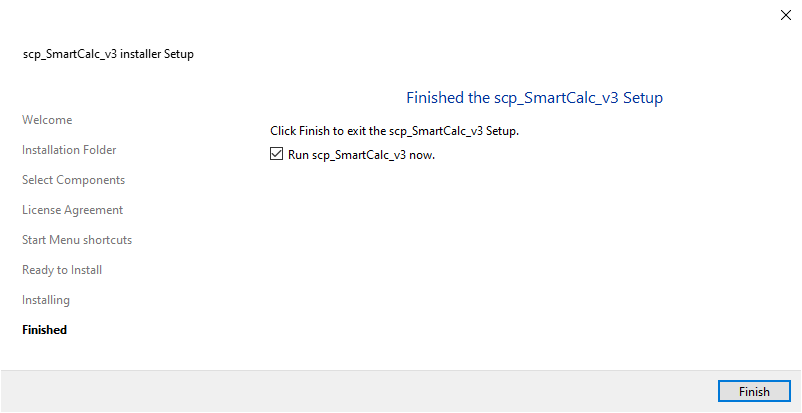 scp_SmartCalc_v3 installer Setup
Finished the scp_SmartCalc_v3 Setup
Welcome
Installation Folder
Select Components
License Agreement
Start Menu shortcuts
Ready to Install
Installing
Finished
Click Finish to exit the scp_SmartCalc_v3 Setup.
Run scp_SmartCalc_v3 now.
Finish